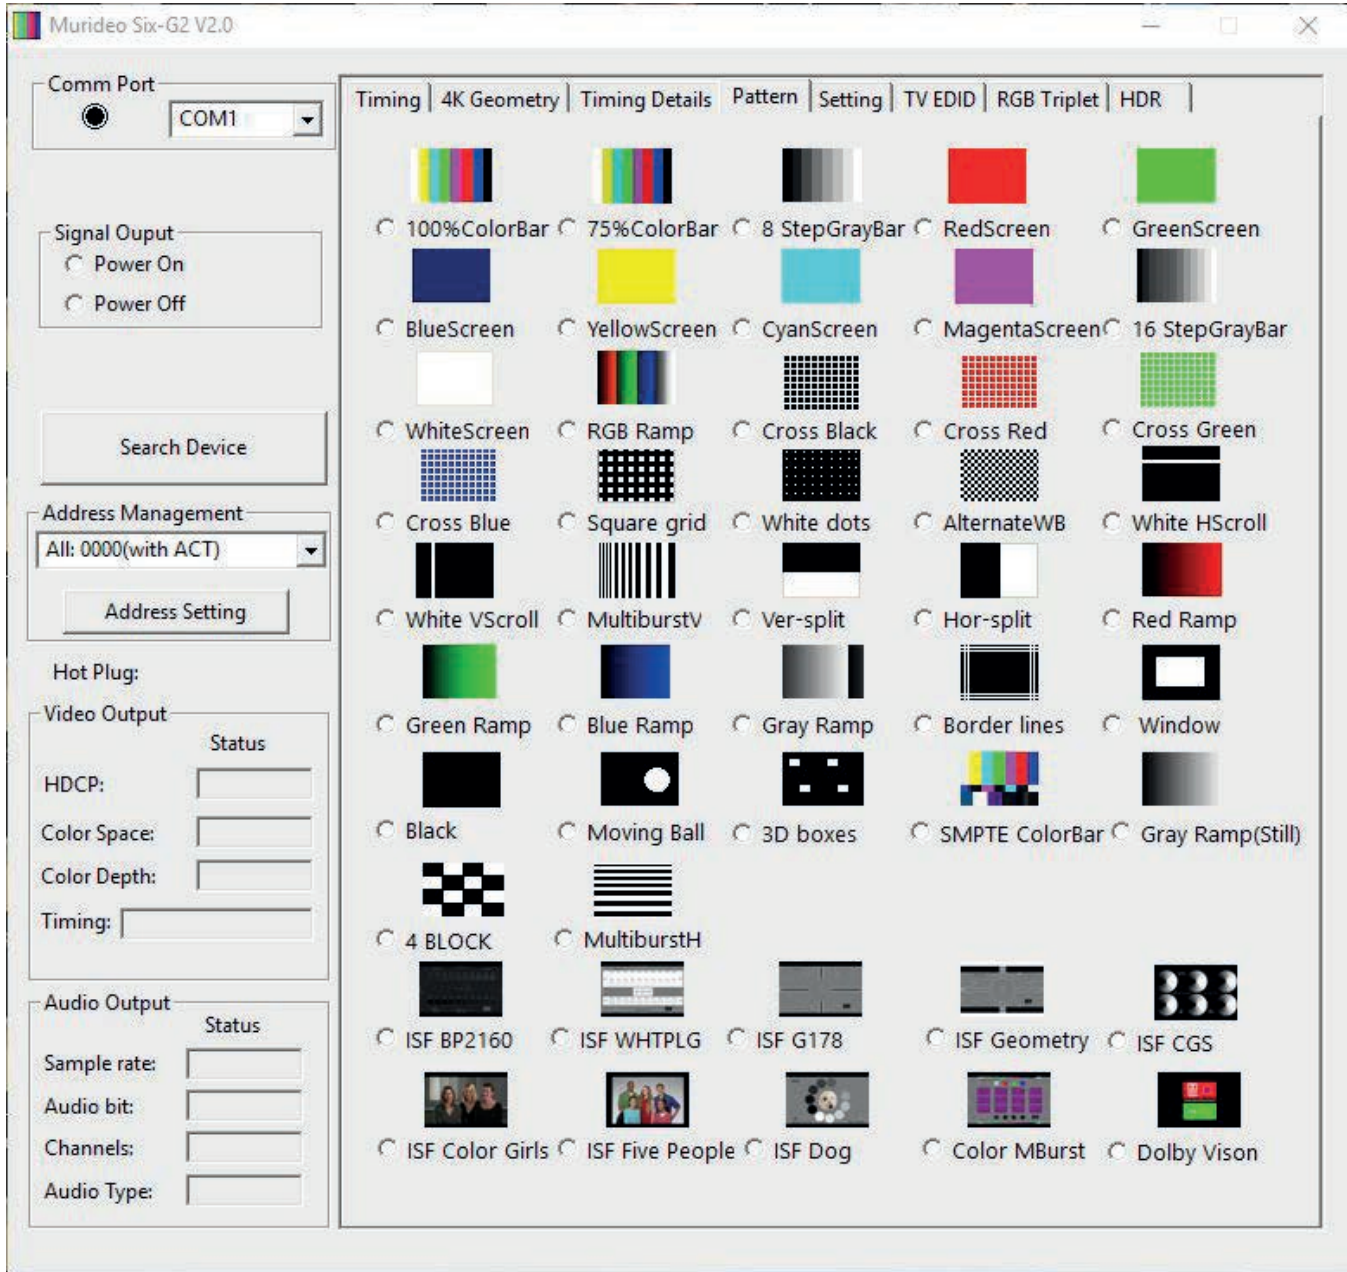 Murideo Six-G2 V2.0
Comm Port
COM1
Signal Ouput
Power On
Power Off
Search Device
Address Management
All: 0000(with ACT)
Address Setting
Hot Plug:
Video Output
Status
HDCP:
Color Space:
Color Depth:
Timing:
Audio Output
Status
Sample rate:
Audio bit:
Channels:
Audio Type:
Timing 4K Geometry Timing Details Pattern Setting TV EDID RGB Triplet HDR
100%ColorBar 75%ColorBar 8 StepGrayBar RedScreen GreenScreen
BlueScreen YellowScreen CyanScreen MagentaScreen 16 StepGrayBar
WhiteScreen RGB Ramp Cross Black Cross Red Cross Green
Cross Blue Square grid White dots AlternateWB White HScroll
White VScroll MultiburstV Ver-split Hor-split Red Ramp
Green Ramp Blue Ramp Gray Ramp Border lines Window
Black Moving Ball 3D boxes SMPTE ColorBar Gray Ramp(Still)
4 BLOCK MultiburstH
ISF BP2160 ISF WHTPLG ISF G178 ISF Geometry ISF CGS
ISF Color Girls ISF Five People ISF Dog Color MBurst Dolby Vison